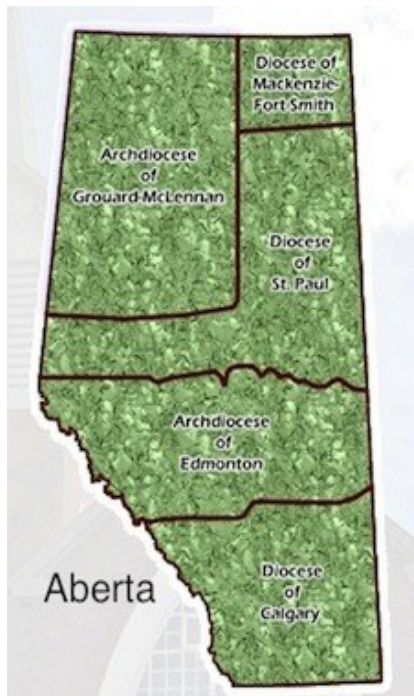 Diocese of
Mackenzie-
Fort Smith
Archdiocese
of
Grouard-McLennan
Diocese
of
St. Paul
Archdiocese
of
Edmonton
Diocese
of
Calgary
Aberta